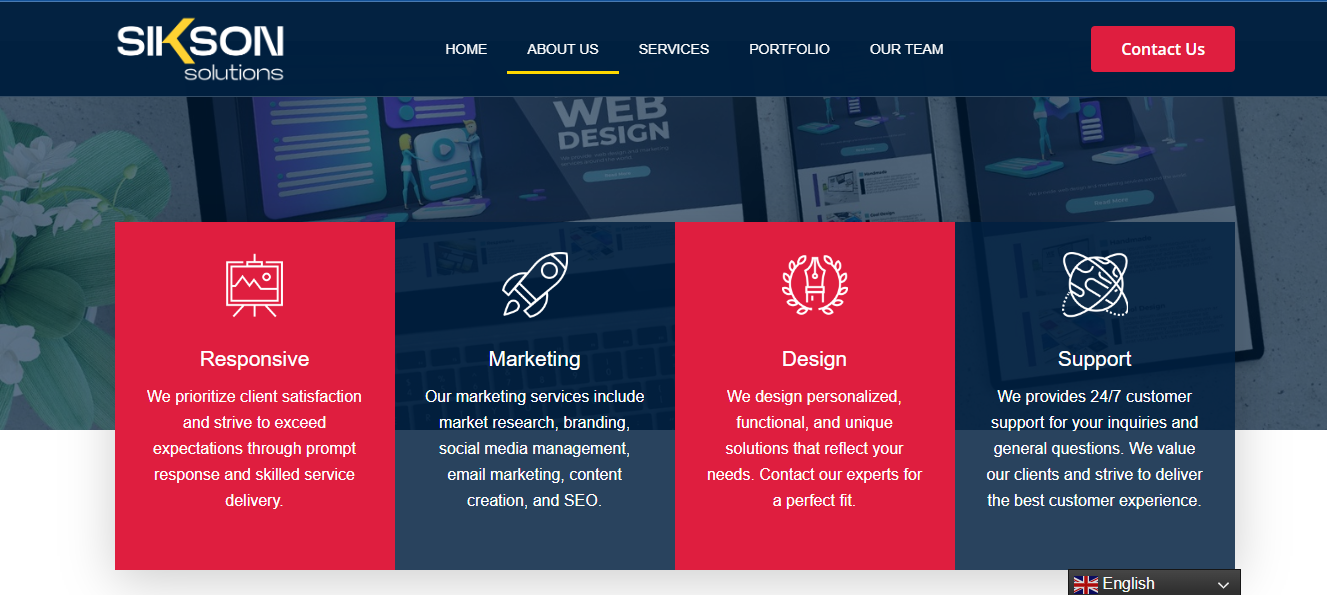 SIKSON
solutions
HOME ABOUT US SERVICES PORTFOLIO OUR TEAM
Contact Us
WEB
DESIGN
Read More
Responsive
We prioritize client satisfaction
and strive to exceed
expectations through prompt
response and skilled service
delivery.
Marketing
Our marketing services include
market research, branding,
social media management,
email marketing, content
creation, and SEO.
Design
We design personalized,
functional, and unique
solutions that reflect your
needs. Contact our experts for
a perfect fit.
Support
We provides 24/7 customer
support for your inquiries and
general questions. We value
our clients and strive to deliver
the best customer experience.
English